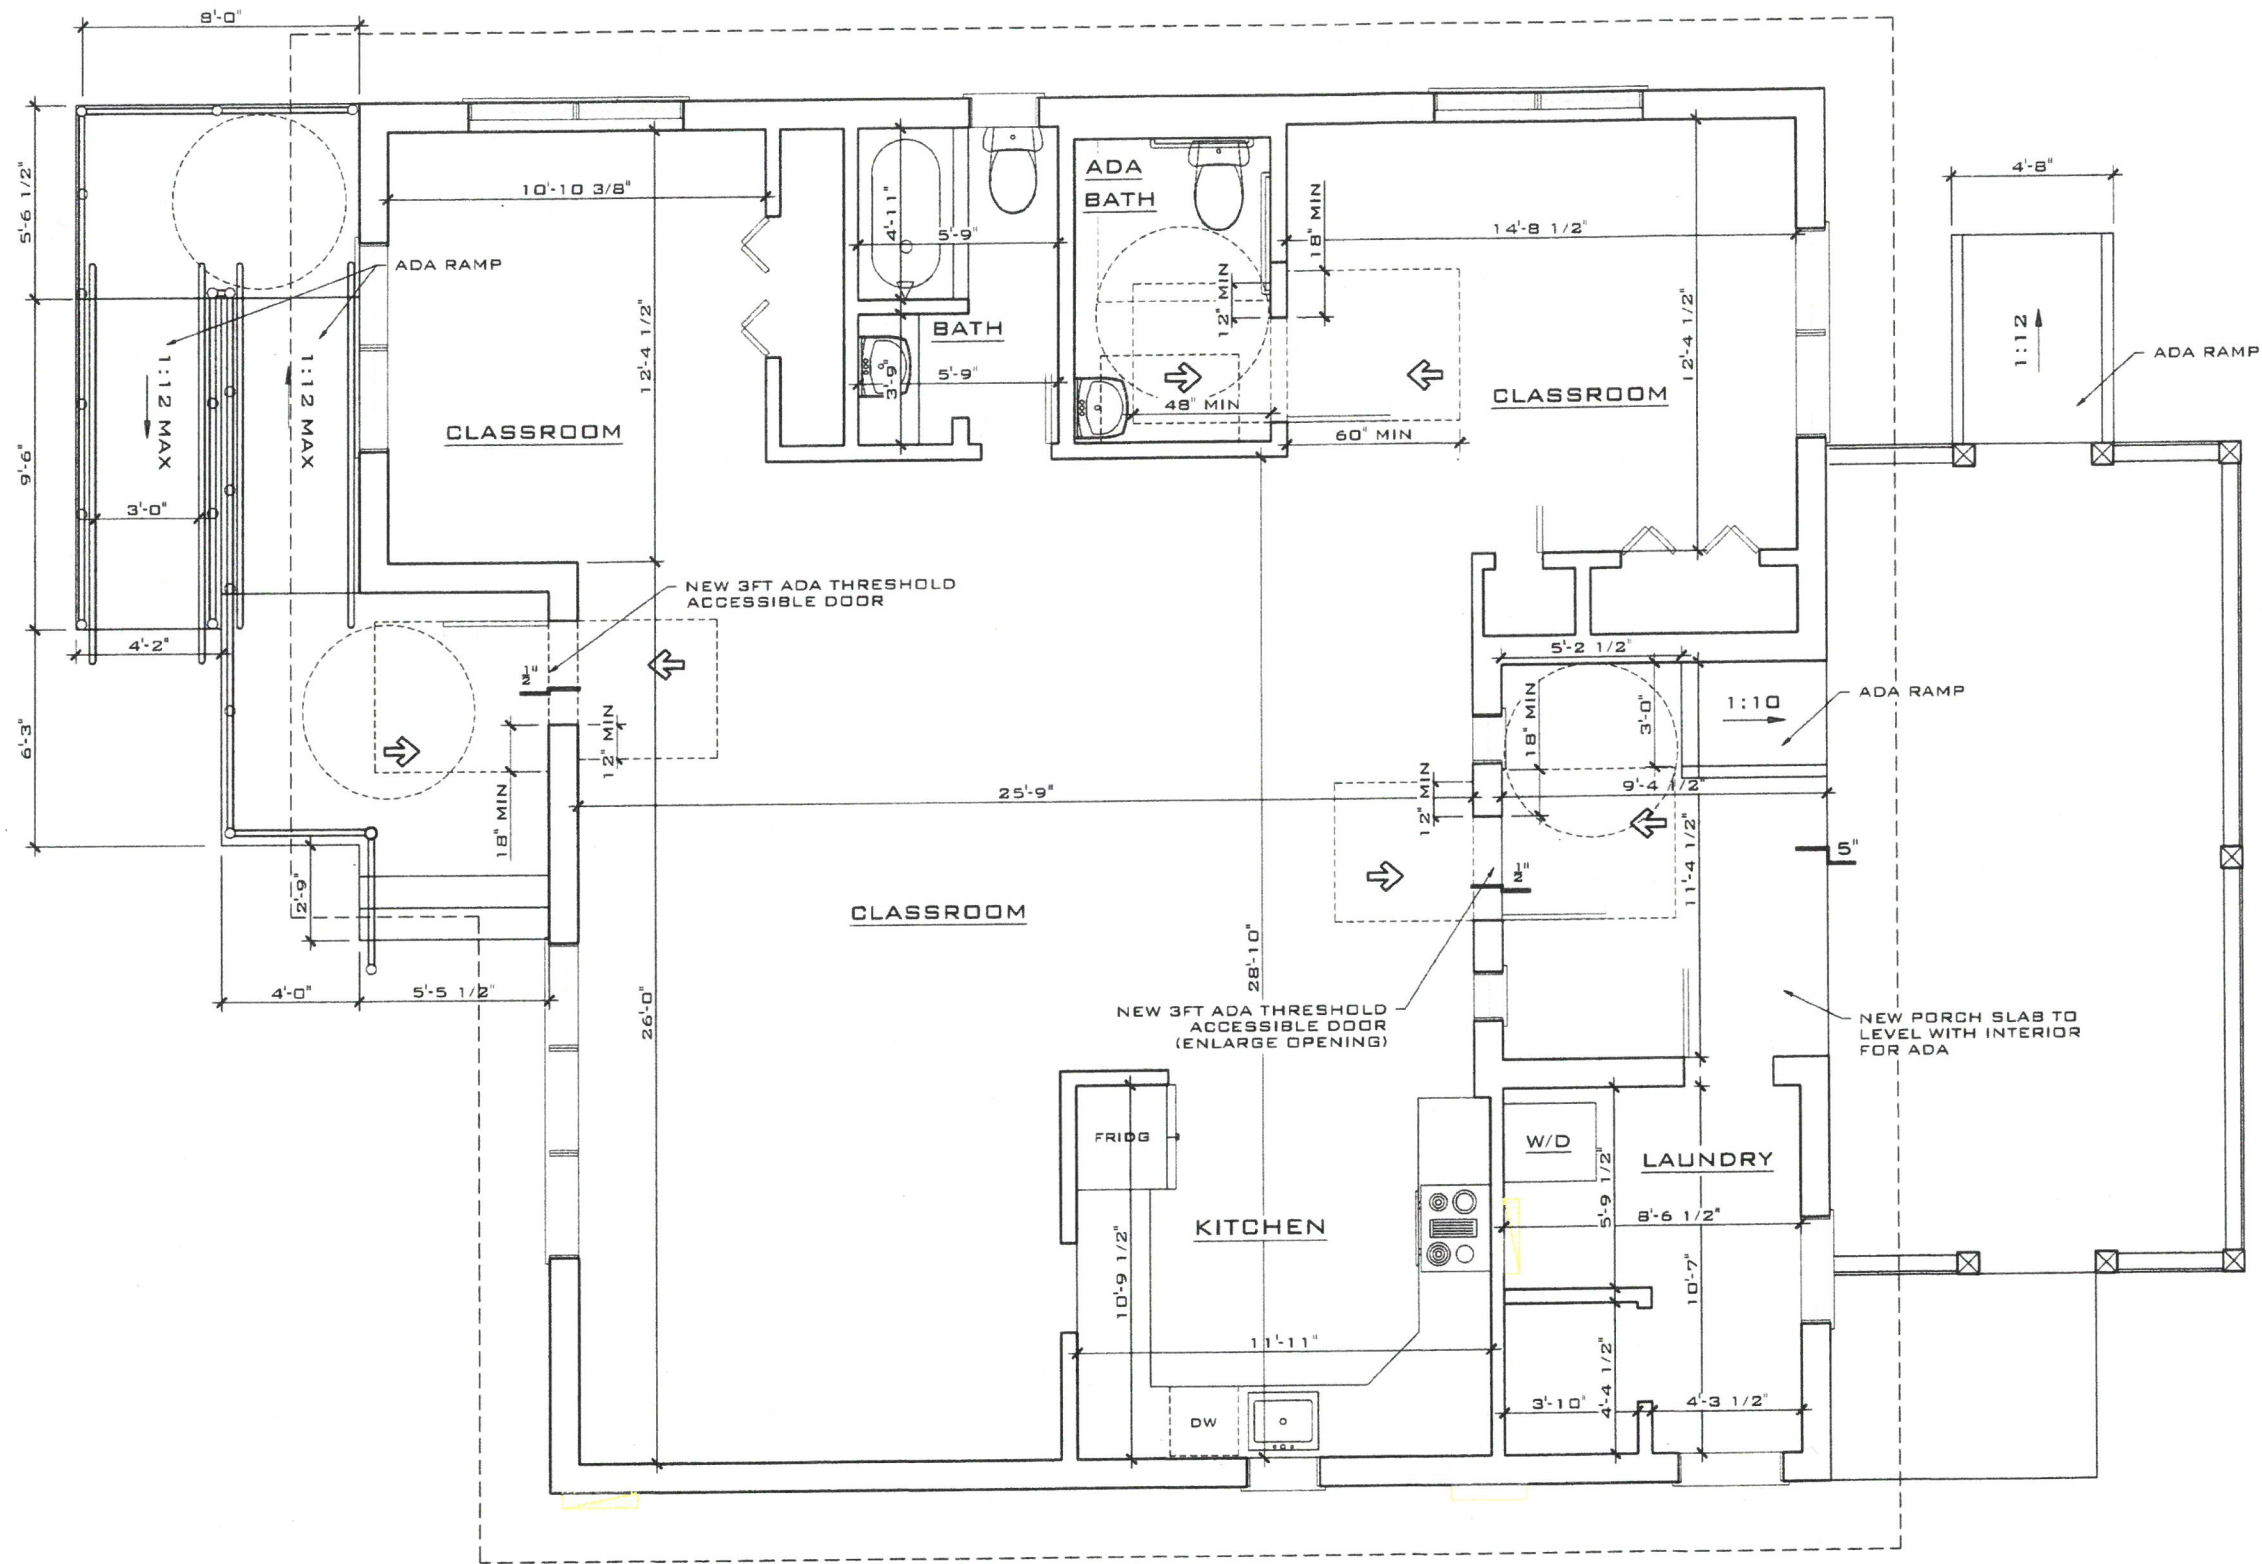 8'-0"
5'-6 1/2"
9'-6"
6'-3"
ADA RAMP
1:12 MAX
1:12 MAX
3'-0"
4'-2"
2'-9"
4'-0"
5'-5 1/2"
10'-10 3/8"
12'-4 1/2"
CLASSROOM
4'-11"
5'-9"
BATH
3'-9"
5'-9"
ADA
BATH
18" MIN
12" MIN
48" MIN
60" MIN
14'-8 1/2"
12'-4 1/2"
CLASSROOM
4'-8"
1:12
ADA RAMP
NEW 3FT ADA THRESHOLD
ACCESSIBLE DOOR
1/2"
18" MIN
12" MIN
25'-9"
CLASSROOM
26'-0"
28'-10"
5'-2 1/2"
18" MIN
3'-0"
1:10
ADA RAMP
12" MIN
9'-4 1/2"
11'-4 1/2"
5"
1/2"
NEW 3FT ADA THRESHOLD
ACCESSIBLE DOOR
(ENLARGE OPENING)
NEW PORCH SLAB TO
LEVEL WITH INTERIOR
FOR ADA
FRIDG
KITCHEN
10'-9 1/2"
11'-11"
DW
W/D
LAUNDRY
5'-9 1/2"
8'-6 1/2"
10'-7"
3'-10"
4'-4 1/2"
4'-3 1/2"